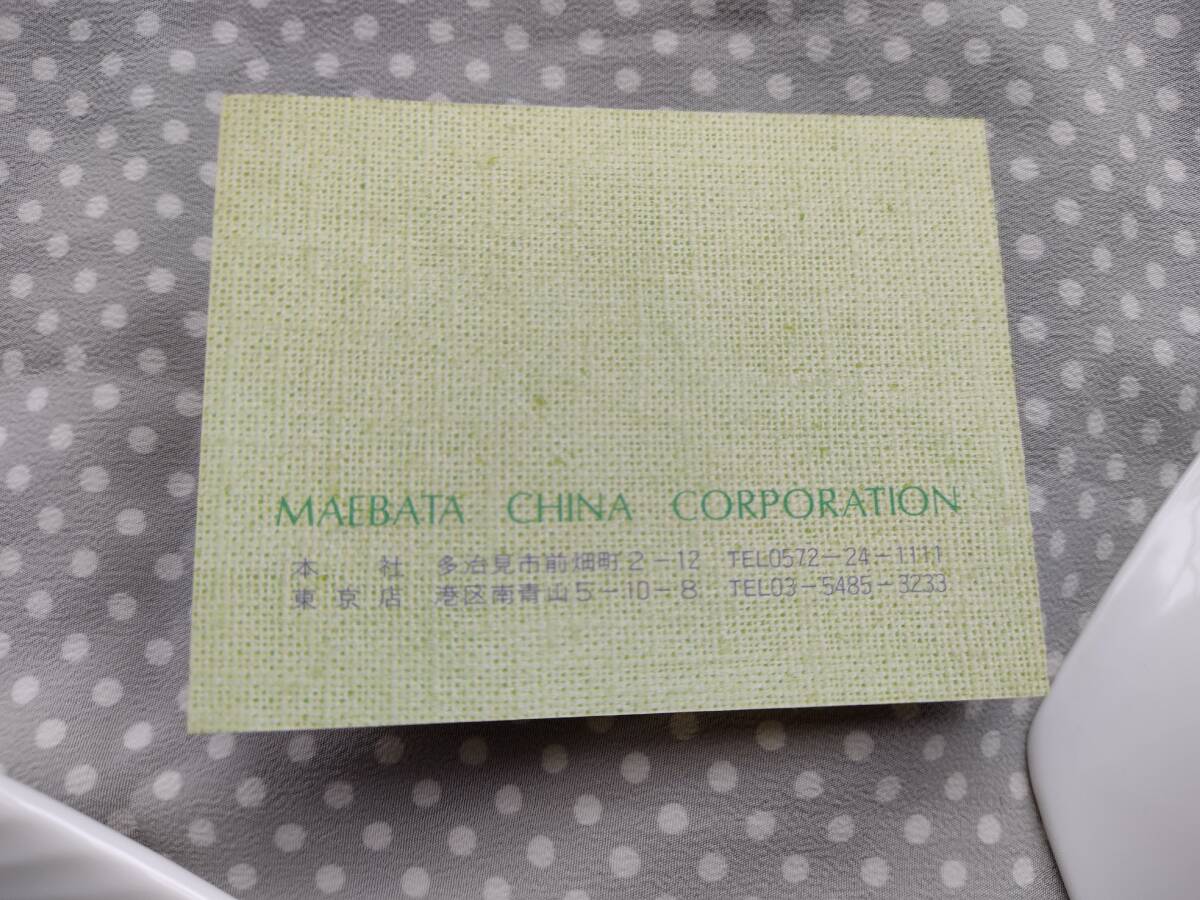 MAEBATA CHINA CORPORATION
本 社 多治見市前畑町2-12 TEL0572-24-1111
東京店 港区南青山5-10-8 TEL03-5485-3233